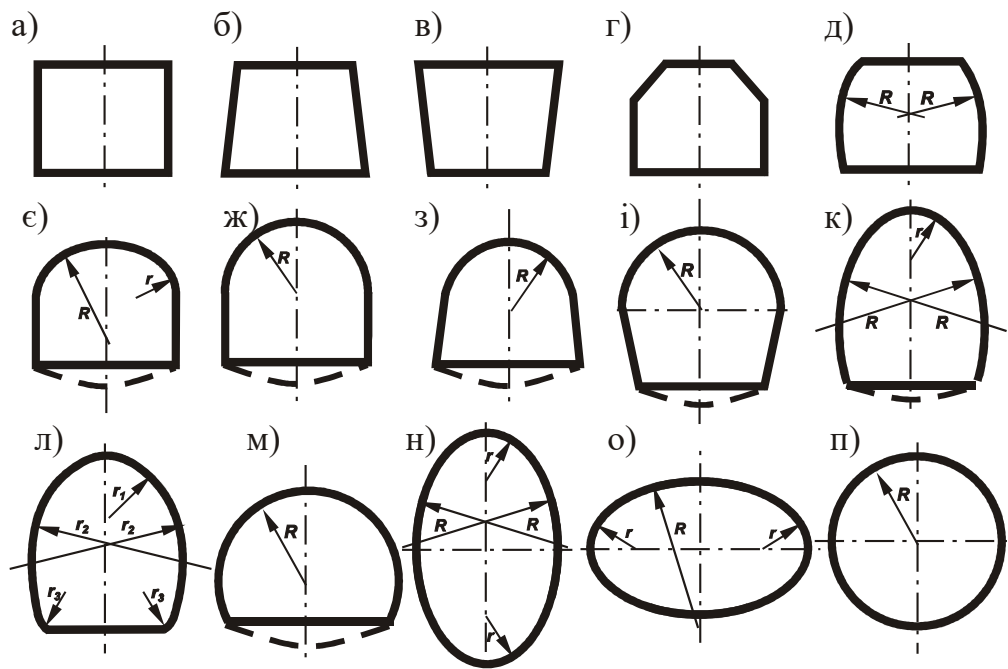 а) б) в) г) д)
R R
є) ж) з) і) к)
R r R R R r R R
л) м) н) о) п)
r₁ r₂ r₂ r₃ r₃ R r R R r r R r R